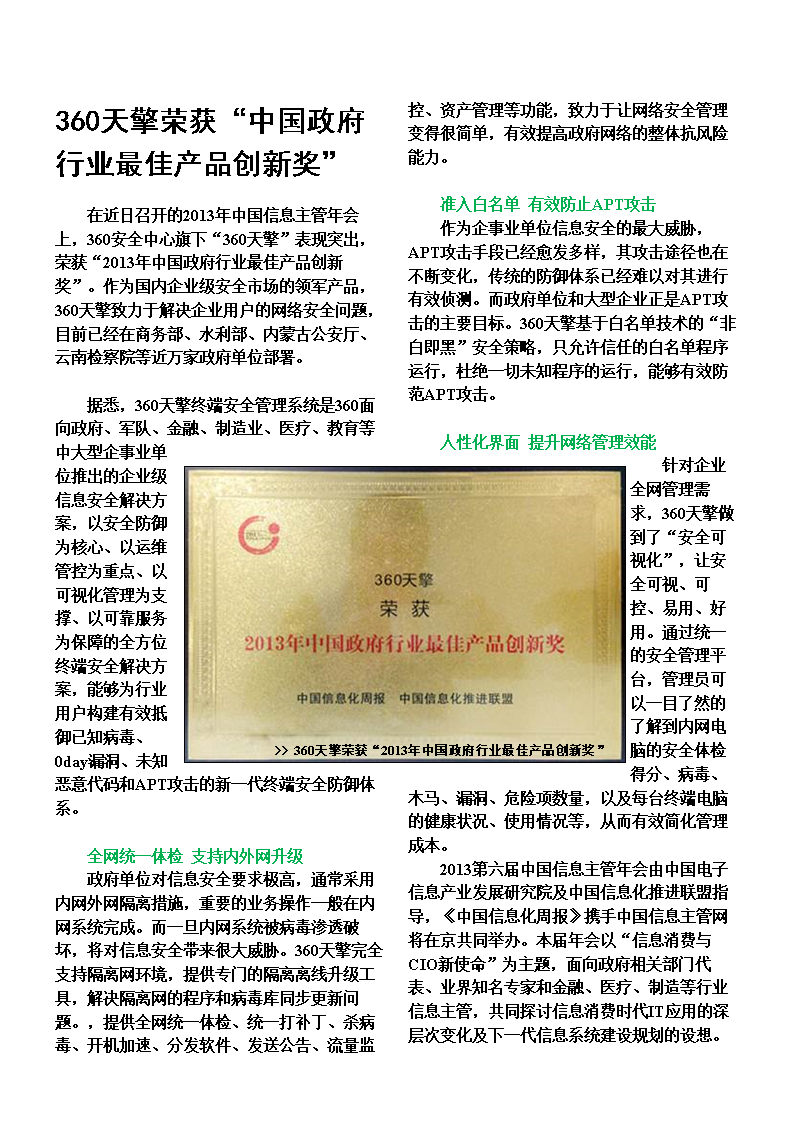 360天擎荣获“中国政府
行业最佳产品创新奖”
在近日召开的2013年中国信息主管年会
上，360安全中心旗下“360天擎”表现突出，
荣获“2013年中国政府行业最佳产品创新
奖”。作为国内企业级安全市场的领军产品，
360天擎致力于解决企业用户的网络安全问题，
目前已经在商务部、水利部、内蒙古公安厅、
云南检察院等近万家政府单位部署。
据悉，360天擎终端安全管理系统是360面
向政府、军队、金融、制造业、医疗、教育等
中大型企事业单
位推出的企业级
信息安全解决方
案，以安全防御
为核心、以运维
管控为重点、以
可视化管理为支
撑、以可靠服务
为保障的全方位
终端安全解决方
案，能够为行业
用户构建有效抵
御已知病毒、
0day漏洞、未知
恶意代码和APT攻击的新一代终端安全防御体
系。
全网统一体检 支持内外网升级
政府单位对信息安全要求极高，通常采用
内网外网隔离措施，重要的业务操作一般在内
网系统完成。而一旦内网系统被病毒渗透破
坏，将对信息安全带来很大威胁。360天擎完全
支持隔离网环境，提供专门的隔离离线升级工
具，解决隔离网的程序和病毒库同步更新问
题。，提供全网统一体检、统一打补丁、杀病
毒、开机加速、分发软件、发送公告、流量监
控、资产管理等功能，致力于让网络安全管理
变得很简单，有效提高政府网络的整体抗风险
能力。
准入白名单 有效防止APT攻击
作为企事业单位信息安全的最大威胁，
APT攻击手段已经愈发多样，其攻击途径也在
不断变化，传统的防御体系已经难以对其进行
有效侦测。而政府单位和大型企业正是APT攻
击的主要目标。360天擎基于白名单技术的“非
白即黑”安全策略，只允许信任的白名单程序
运行，杜绝一切未知程序的运行，能够有效防
范APT攻击。
人性化界面 提升网络管理效能
针对企业
全网管理需
求，360天擎做
到了“安全可
视化”，让安
全可视、可
控、易用、好
用。通过统一
的安全管理平
台，管理员可
以一目了然的
了解到内网电
脑的安全体检
得分、病毒、
木马、漏洞、危险项数量，以及每台终端电脑
的健康状况、使用情况等，从而有效简化管理
成本。
2013第六届中国信息主管年会由中国电子
信息产业发展研究院及中国信息化推进联盟指
导，《中国信息化周报》携手中国信息主管网
将在京共同举办。本届年会以“信息消费与
CIO新使命”为主题，面向政府相关部门代
表、业界知名专家和金融、医疗、制造等行业
信息主管，共同探讨信息消费时代IT应用的深
层次变化及下一代信息系统建设规划的设想。
360天擎
荣 获
2013年中国政府行业最佳产品创新奖
中国信息化周报 中国信息化推进联盟
>> 360天擎荣获“2013年中国政府行业最佳产品创新奖”